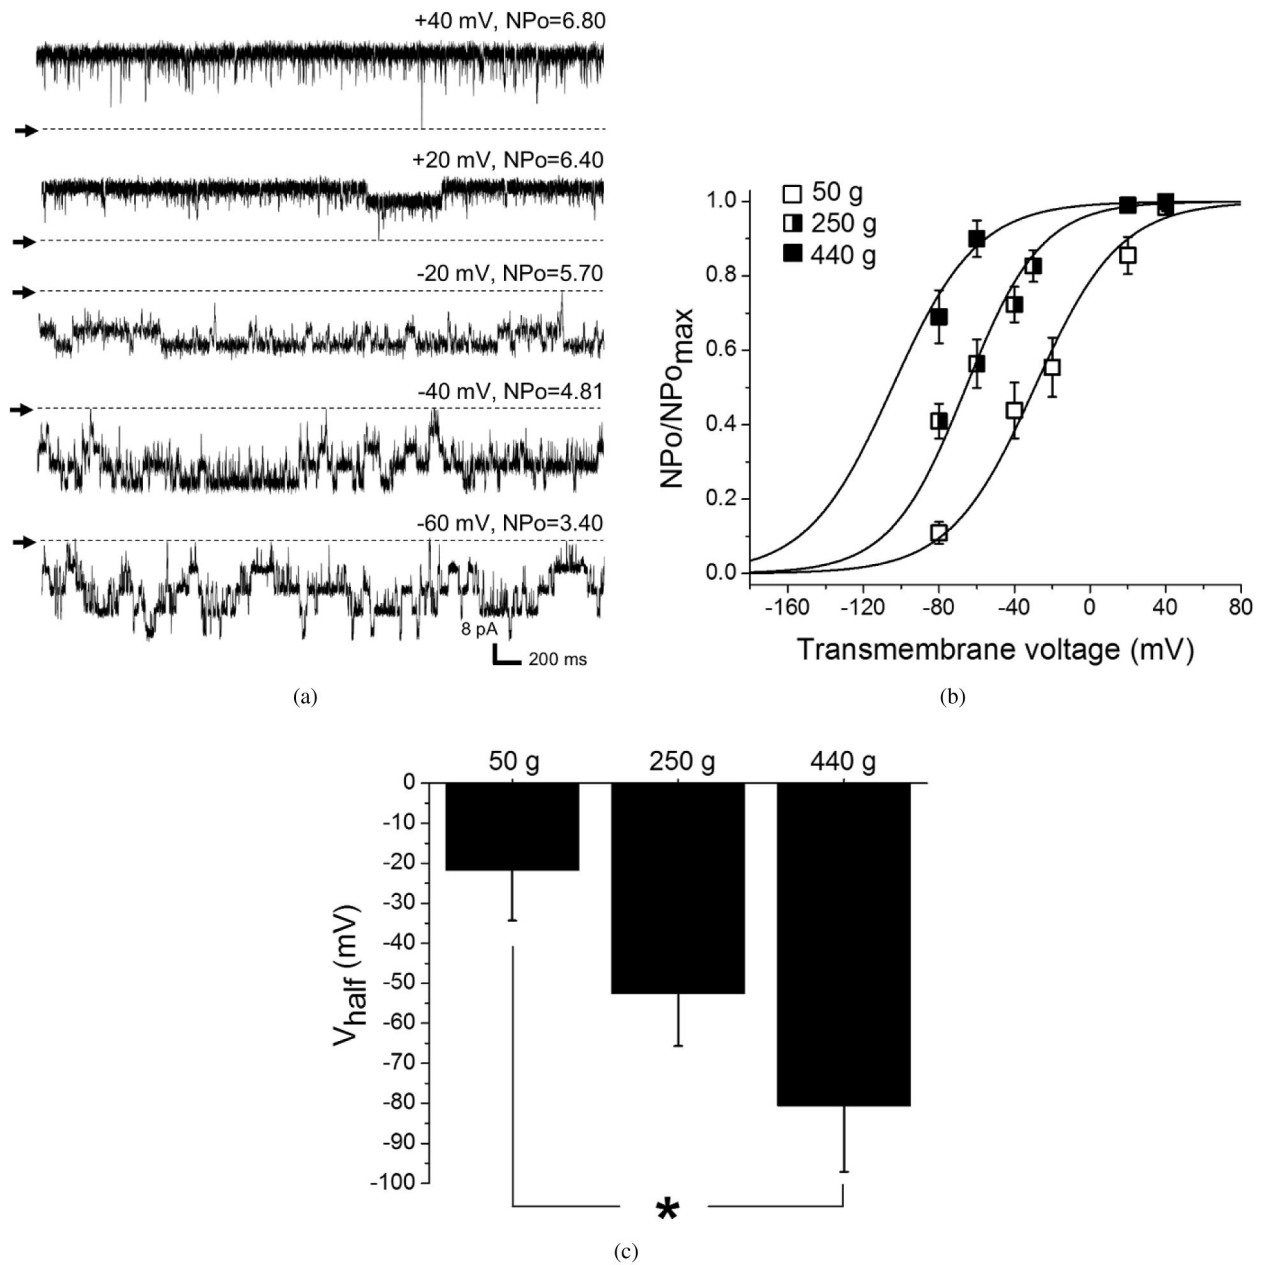 +40 mV, NPo=6.80
+20 mV, NPo=6.40
-20 mV, NPo=5.70
-40 mV, NPo=4.81
-60 mV, NPo=3.40
8 pA
200 ms
(a)
50 g
250 g
440 g
1.0
0.8
0.6
0.4
0.2
0.0
NPo/NPomax
-160 -120 -80 -40 0 40 80
Transmembrane voltage (mV)
(b)
50 g 250 g 440 g
0
-10
-20
-30
-40
-50
-60
-70
-80
-90
-100
Vhalf (mV)
*
(c)